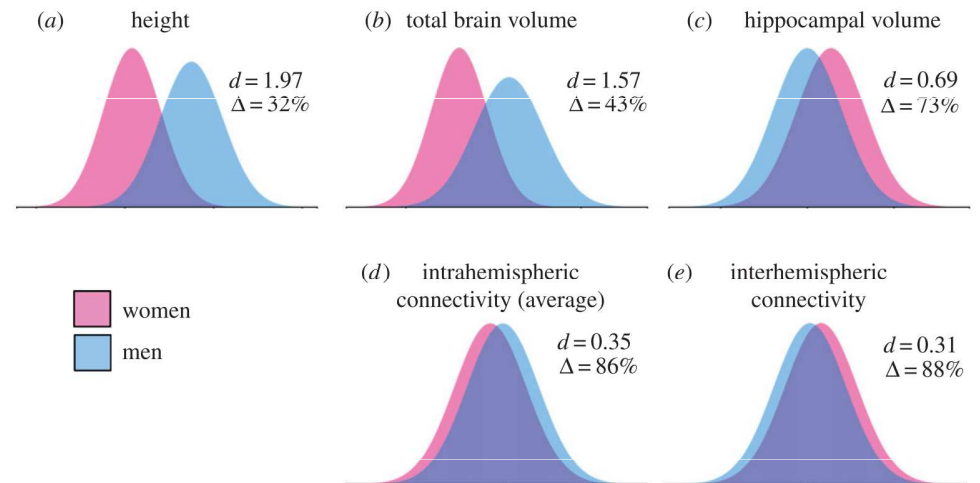 (a) height
d = 1.97
Δ = 32%
(b) total brain volume
d = 1.57
Δ = 43%
(c) hippocampal volume
d = 0.69
Δ = 73%
women
men
(d) intrahemispheric
connectivity (average)
d = 0.35
Δ = 86%
(e) interhemispheric
connectivity
d = 0.31
Δ = 88%